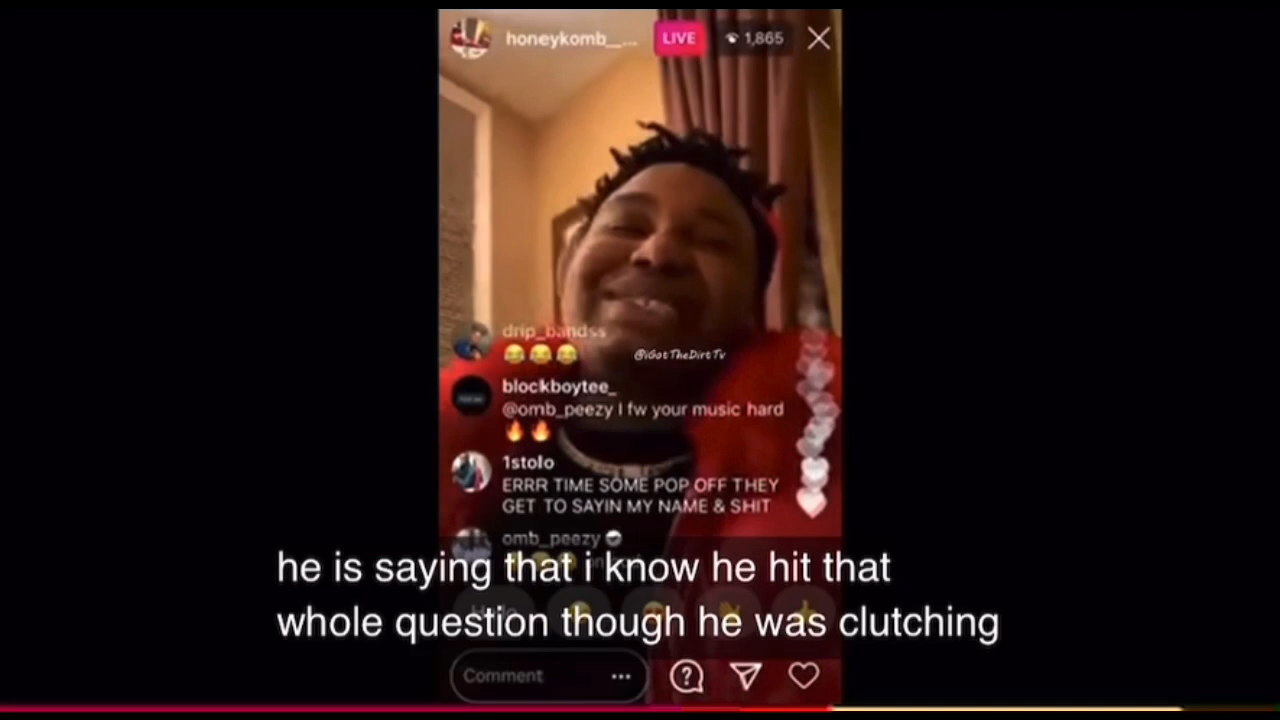 honeykomb__...
LIVE
1,865
drip_bandss
😂😂😂
@iGotTheDirtTv
blockboytee_
@omb_peezy I fw your music hard
🔥🔥
1stolo
ERRR TIME SOME POP OFF THEY
GET TO SAYIN MY NAME & SHIT
omb_peezy
he is saying that i know he hit that
whole question though he was clutching
Comment